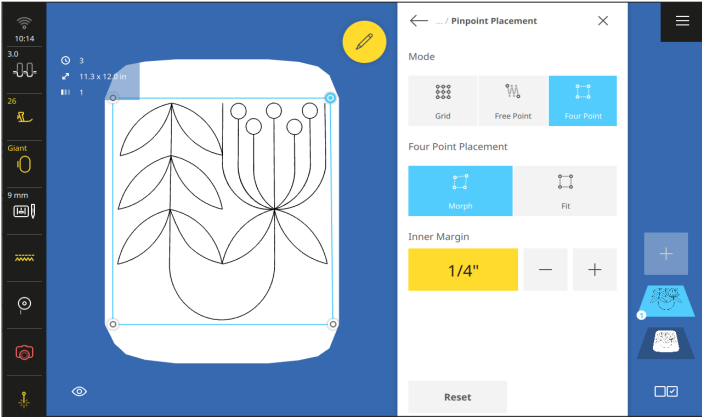 10:14
3.0
26
Giant
9 mm
3
11.3 x 12.0 in
1
... / Pinpoint Placement
Mode
Grid
Free Point
Four Point
Four Point Placement
Morph
Fit
Inner Margin
1/4"
Reset
1